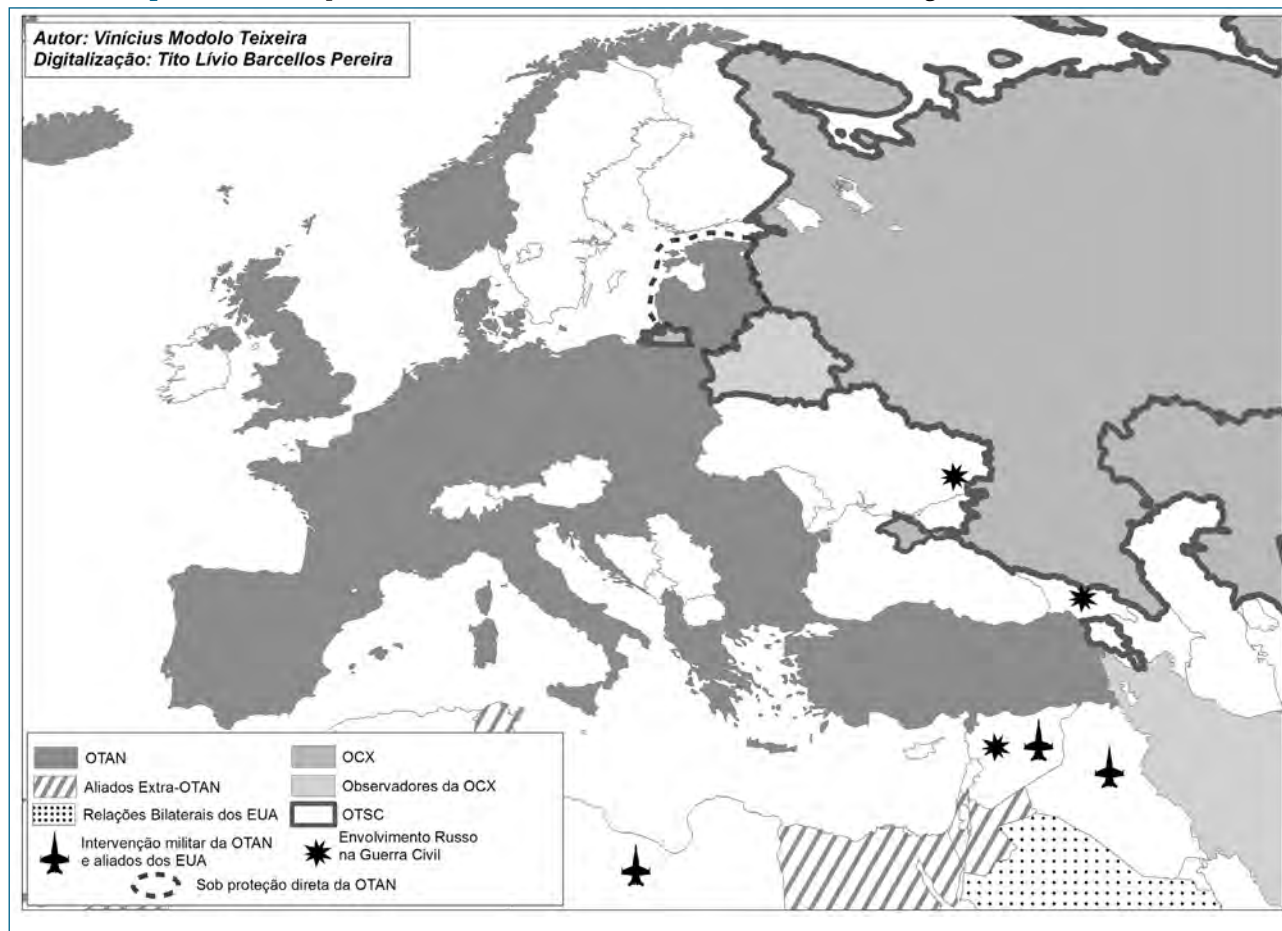 Autor: Vinícius Modolo Teixeira
Digitalização: Tito Lívio Barcellos Pereira
OTAN
OCX
Aliados Extra-OTAN
Observadores da OCX
Relações Bilaterais dos EUA
OTSC
Intervenção militar da OTAN
e aliados dos EUA
Envolvimento Russo
na Guerra Civil
Sob proteção direta da OTAN